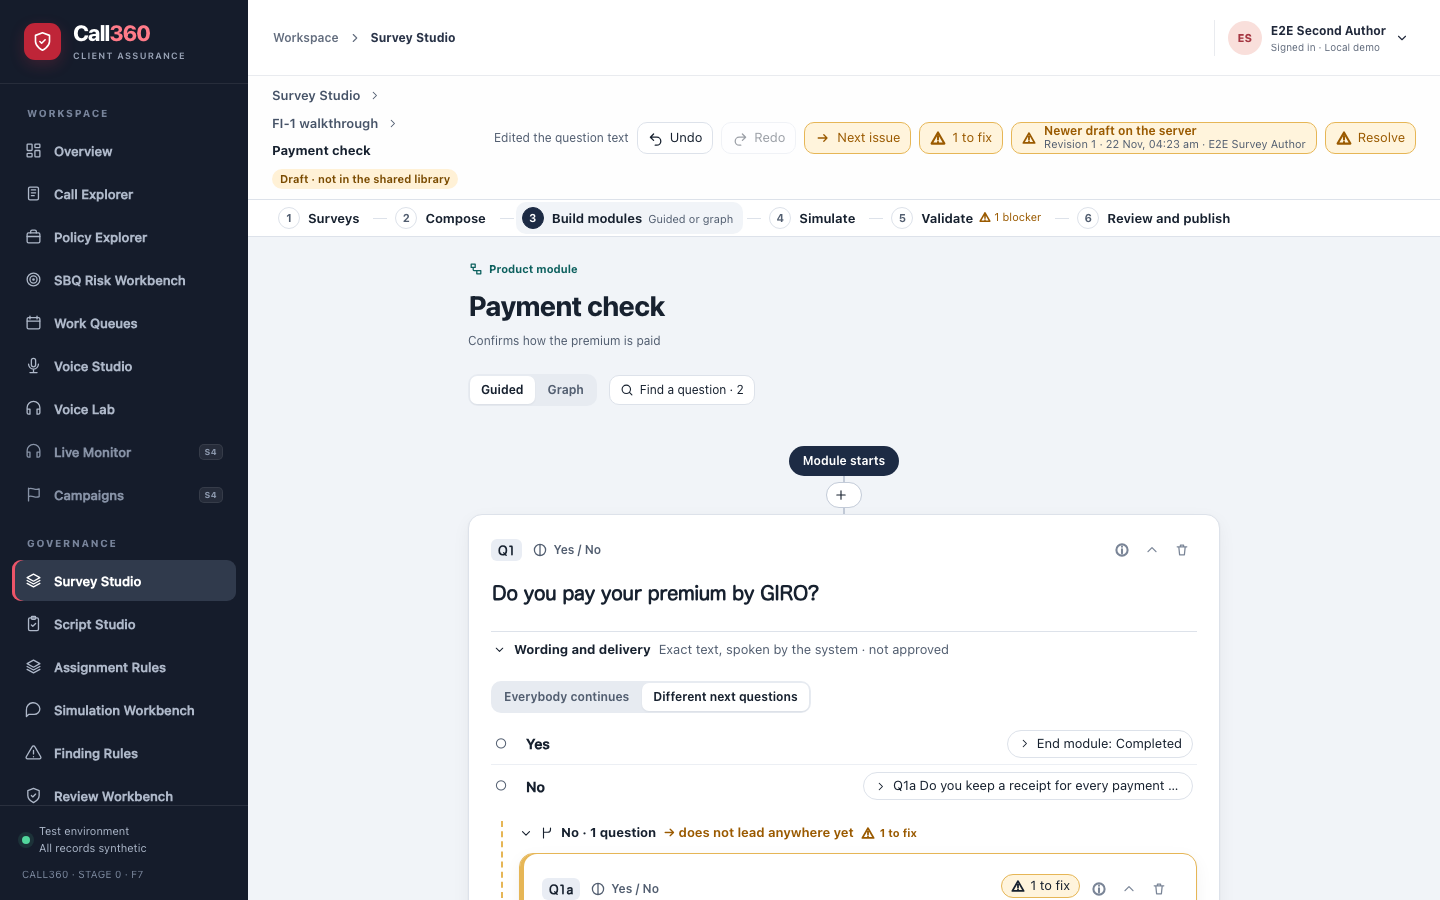 Call360
CLIENT ASSURANCE
WORKSPACE
Overview
Call Explorer
Policy Explorer
SBQ Risk Workbench
Work Queues
Voice Studio
Voice Lab
Live Monitor S4
Campaigns S4
GOVERNANCE
Survey Studio
Script Studio
Assignment Rules
Simulation Workbench
Finding Rules
Review Workbench
Test environment
All records synthetic
CALL360 · STAGE 0 · F7
Workspace > Survey Studio
ES
E2E Second Author
Signed in · Local demo
Survey Studio >
FI-1 walkthrough >
Payment check
Draft · not in the shared library
Edited the question text
Undo
Redo
Next issue
1 to fix
Newer draft on the server
Revision 1 · 22 Nov, 04:23 am · E2E Survey Author
Resolve
1 Surveys
2 Compose
3 Build modules Guided or graph
4 Simulate
5 Validate 1 blocker
6 Review and publish
Product module
Payment check
Confirms how the premium is paid
Guided
Graph
Find a question · 2
Module starts
Q1 Yes / No
Do you pay your premium by GIRO?
Wording and delivery Exact text, spoken by the system · not approved
Everybody continues
Different next questions
Yes
End module: Completed
No
Q1a Do you keep a receipt for every payment ...
No · 1 question → does not lead anywhere yet 1 to fix
Q1a Yes / No
1 to fix